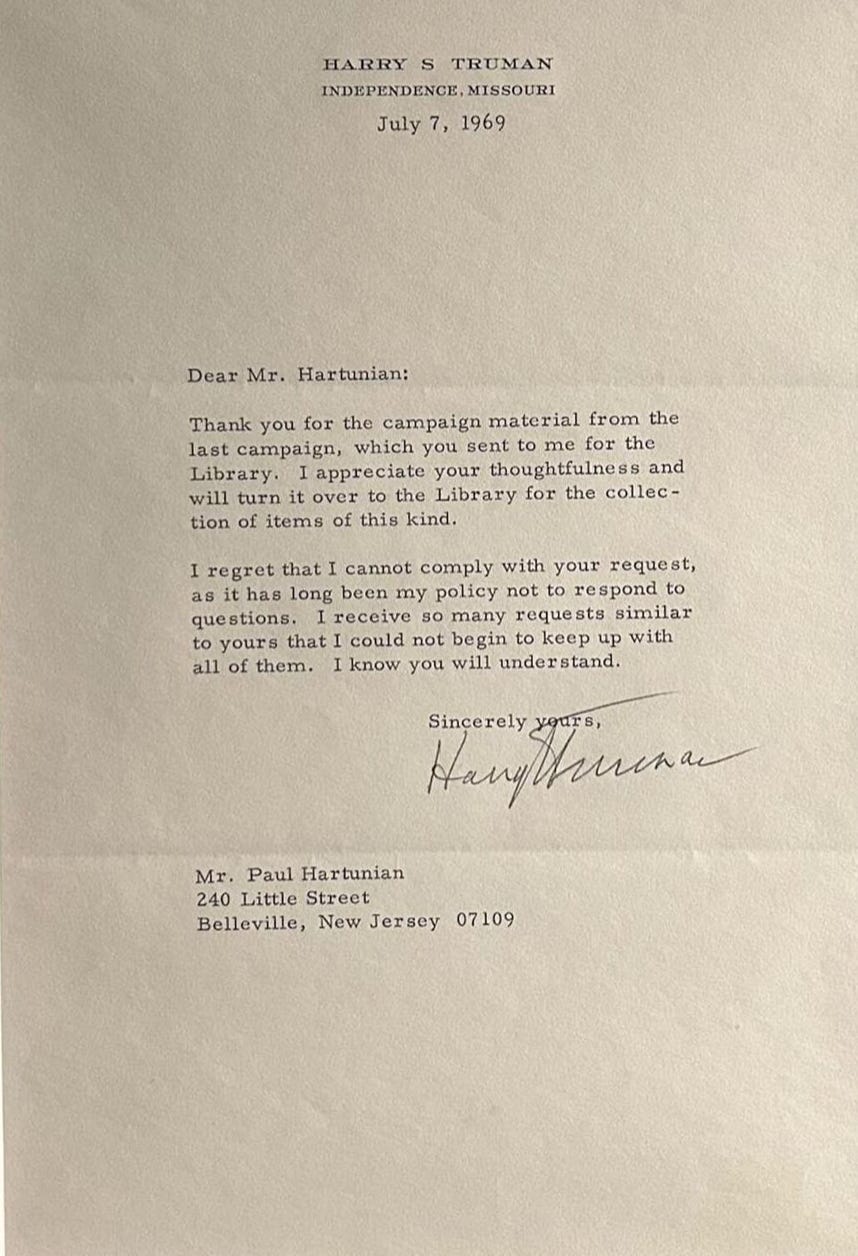 HARRY S TRUMAN
INDEPENDENCE, MISSOURI
July 7, 1969
Dear Mr. Hartunian:
Thank you for the campaign material from the
last campaign, which you sent to me for the
Library. I appreciate your thoughtfulness and
will turn it over to the Library for the collec-
tion of items of this kind.
I regret that I cannot comply with your request,
as it has long been my policy not to respond to
questions. I receive so many requests similar
to yours that I could not begin to keep up with
all of them. I know you will understand.
Sincerely yours,
Harry Truman
Mr. Paul Hartunian
240 Little Street
Belleville, New Jersey 07109